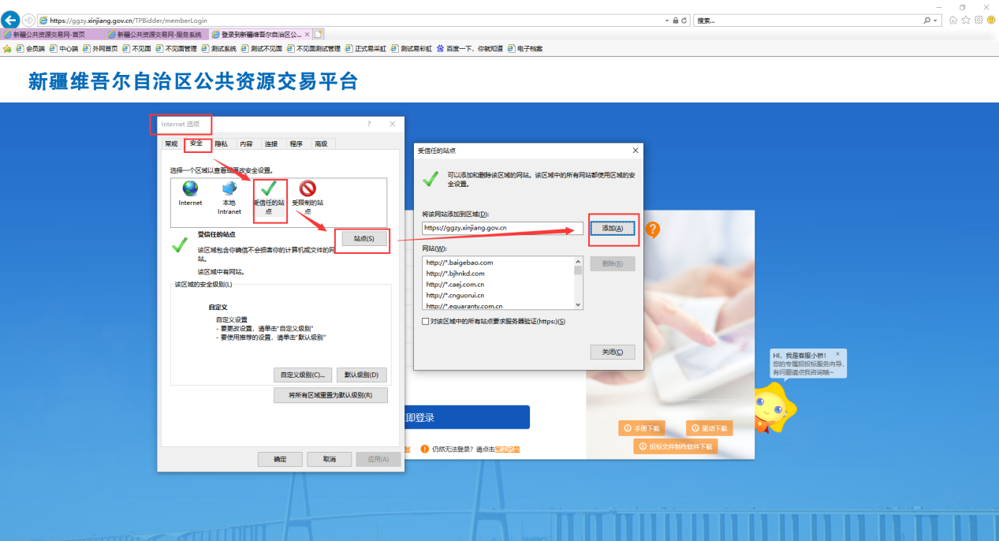 https://ggzy.xinjiang.gov.cn/TPBidder/memberLogin
搜索...
新疆公共资源交易网-首页
新疆公共资源交易网-服务系统
登录到新疆维吾尔自治区公...
会员端 中心端 外网首页 不见面 不见面管理 测试系统 测试不见面 不见面测试管理 正式易采虹 测试易彩虹 百度一下，你就知道 电子档案
新疆维吾尔自治区公共资源交易平台
Internet 选项
常规 安全 隐私 内容 连接 程序 高级
选择一个区域以查看或更改安全设置。
Internet
本地
Intranet
受信任的站
点
受限制的站
点
受信任的站点
站点(S)
该区域包含你确信不会损害你的计算机或文件的网
站。
该区域中有网站。
该区域的安全级别(L)
自定义
自定义设置
- 要更改设置，请单击"自定义级别"
- 要使用推荐的设置，请单击"默认级别"
自定义级别(C)... 默认级别(D)
将所有区域重置为默认级别(R)
确定 取消 应用(A)
受信任的站点
可以添加和删除该区域的网站。该区域中的所有网站都使用区域的安
全设置。
将该网站添加到区域(D):
https://ggzy.xinjiang.gov.cn
添加(A)
网站(W):
http://*.baigebao.com
http://*.bjhnkd.com
http://*.caej.com.cn
http://*.cnguorui.cn
http://*.eguaranty.com.cn
删除(R)
对该区域中的所有站点要求服务器验证(https:)(S)
关闭(C)
HI，我是客服小桥！
您的专属招投标服务向导，
有问题请点我咨询哦~
即登录
仍然无法登录？请点击常见问题
手册下载 驱动下载
投标文件制作软件下载